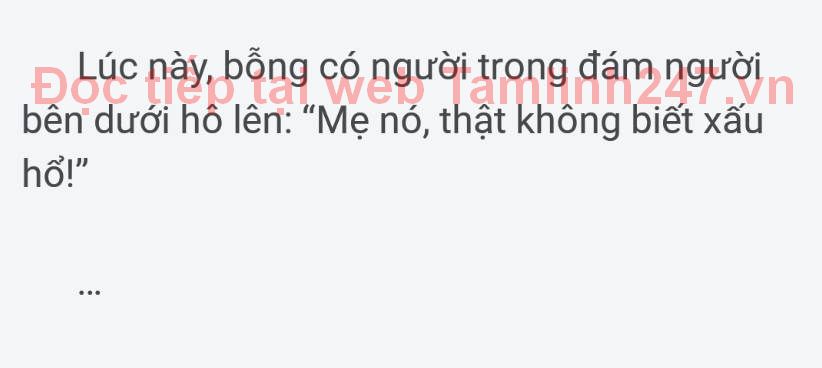 Lúc này, bỗng có người trong đám người
Đọc tiếp tại web Tamlinh247.vn
bên dưới hô lên: “Mẹ nó, thật không biết xấu
hổ!”
...